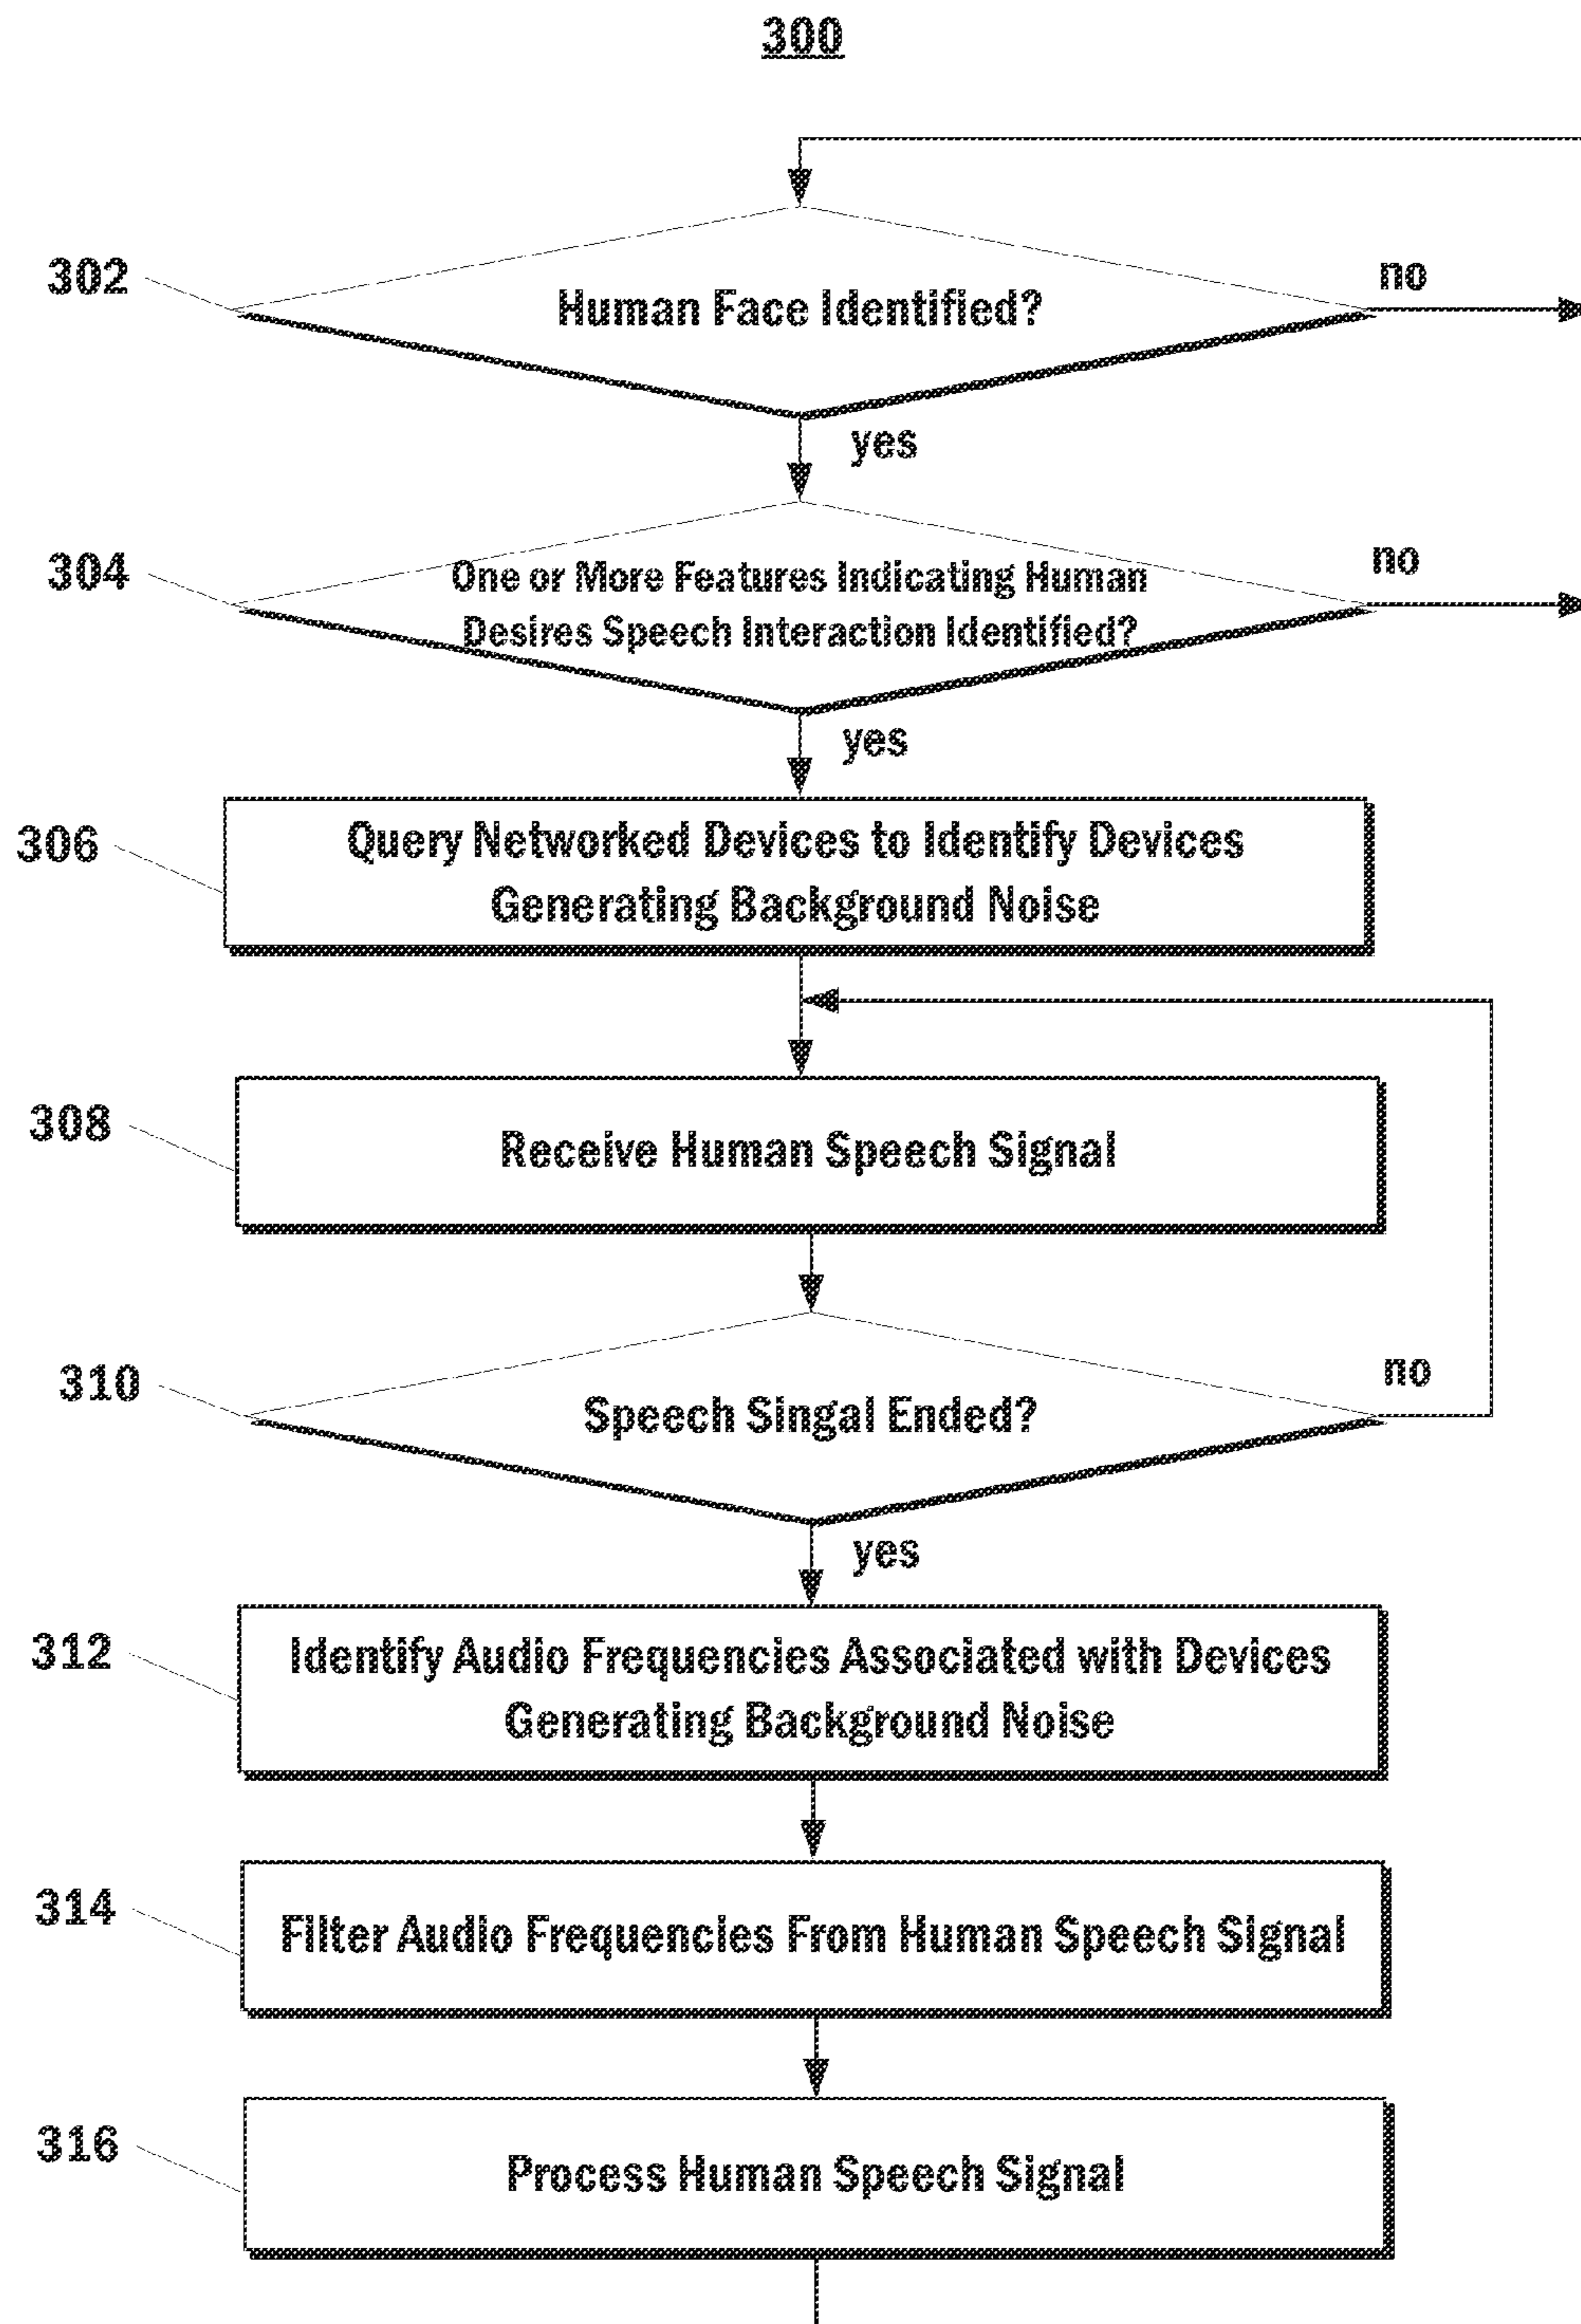 300
302
Human Face Identified?
no
yes
304
One or More Features Indicating Human
Desires Speech Interaction Identified?
no
yes
306
Query Networked Devices to Identify Devices
Generating Background Noise
308
Receive Human Speech Signal
310
Speech Singal Ended?
no
yes
312
Identify Audio Frequencies Associated with Devices
Generating Background Noise
314
Filter Audio Frequencies From Human Speech Signal
316
Process Human Speech Signal